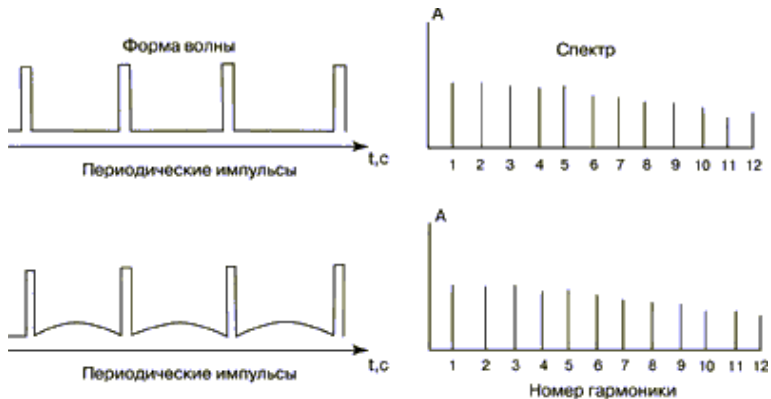 Форма волны
A
Спектр
t,c
Периодические импульсы
1 2 3 4 5 6 7 8 9 10 11 12
A
t,c
Периодические импульсы
1 2 3 4 5 6 7 8 9 10 11 12
Номер гармоники